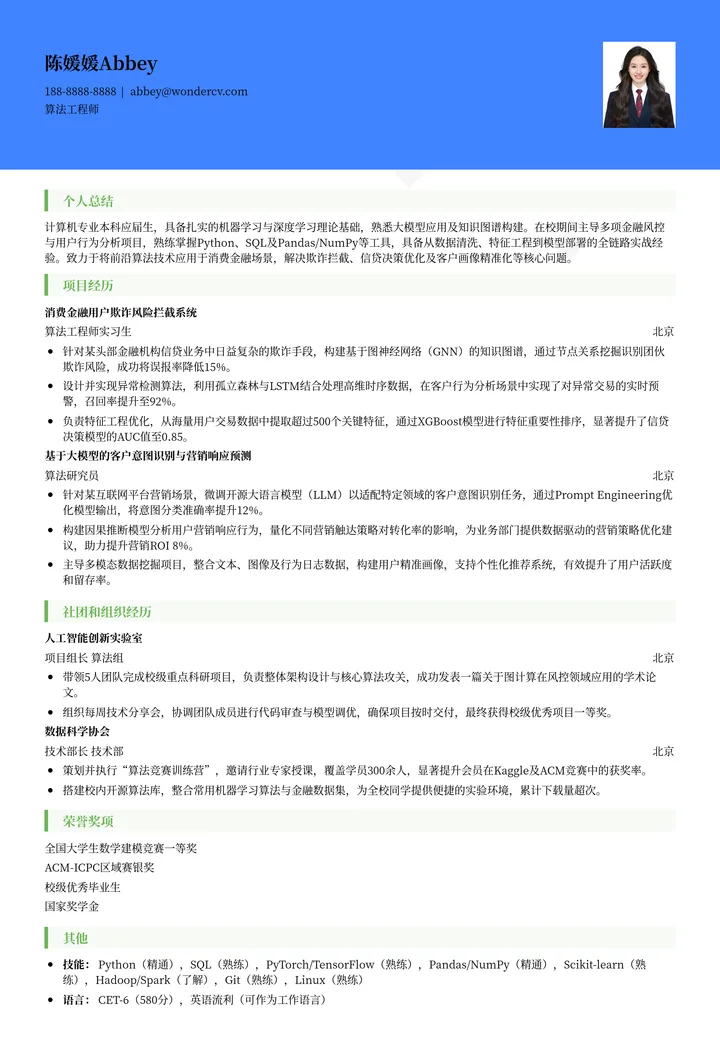 陈媛媛Abbey
188-8888-8888 | abbey@wondercv.com
算法工程师
个人总结
计算机专业本科应届生，具备扎实的机器学习与深度学习理论基础，熟悉大模型应用及知识图谱构建。在校期间主导多项金融风控
与用户行为分析项目，熟练掌握Python、SQL及Pandas/NumPy等工具，具备从数据清洗、特征工程到模型部署的全链路实战经
验。致力于将前沿算法技术应用于消费金融场景，解决欺诈拦截、信贷决策优化及客户画像精准化等核心问题。
项目经历
消费金融用户欺诈风险拦截系统
算法工程师实习生 北京
• 针对某头部金融机构信贷业务中日益复杂的欺诈手段，构建基于图神经网络（GNN）的知识图谱，通过节点关系挖掘识别团伙
欺诈风险，成功将误报率降低15%。
• 设计并实现异常检测算法，利用孤立森林与LSTM结合处理高维时序数据，在客户行为分析场景中实现了对异常交易的实时预
警，召回率提升至92%。
• 负责特征工程优化，从海量用户交易数据中提取超过500个关键特征，通过XGBoost模型进行特征重要性排序，显著提升了信贷
决策模型的AUC值至0.85。
基于大模型的客户意图识别与营销响应预测
算法研究员 北京
• 针对某互联网平台营销场景，微调开源大语言模型（LLM）以适配特定领域的客户意图识别任务，通过Prompt Engineering优
化模型输出，将意图分类准确率提升12%。
• 构建因果推断模型分析用户营销响应行为，量化不同营销触达策略对转化率的影响，为业务部门提供数据驱动的营销策略优化建
议，助力提升营销ROI 8%。
• 主导多模态数据挖掘项目，整合文本、图像及行为日志数据，构建用户精准画像，支持个性化推荐系统，有效提升了用户活跃度
和留存率。
社团和组织经历
人工智能创新实验室
项目组长 算法组 北京
• 带领5人团队完成校级重点科研项目，负责整体架构设计与核心算法攻关，成功发表一篇关于图计算在风控领域应用的学术论
文。
• 组织每周技术分享会，协调团队成员进行代码审查与模型调优，确保项目按时交付，最终获得校级优秀项目一等奖。
数据科学协会
技术部长 技术部 北京
• 策划并执行“算法竞赛训练营”，邀请行业专家授课，覆盖学员300余人，显著提升会员在Kaggle及ACM竞赛中的获奖率。
• 搭建校内开源算法库，整合常用机器学习算法与金融数据集，为全校同学提供便捷的实验环境，累计下载量超次。
荣誉奖项
全国大学生数学建模竞赛一等奖
ACM-ICPC区域赛银奖
校级优秀毕业生
国家奖学金
其他
• 技能： Python（精通）, SQL（熟练）, PyTorch/TensorFlow（熟练）, Pandas/NumPy（精通）, Scikit-learn（熟
练）, Hadoop/Spark（了解）, Git（熟练）, Linux（熟练）
• 语言： CET-6（580分）, 英语流利（可作为工作语言）